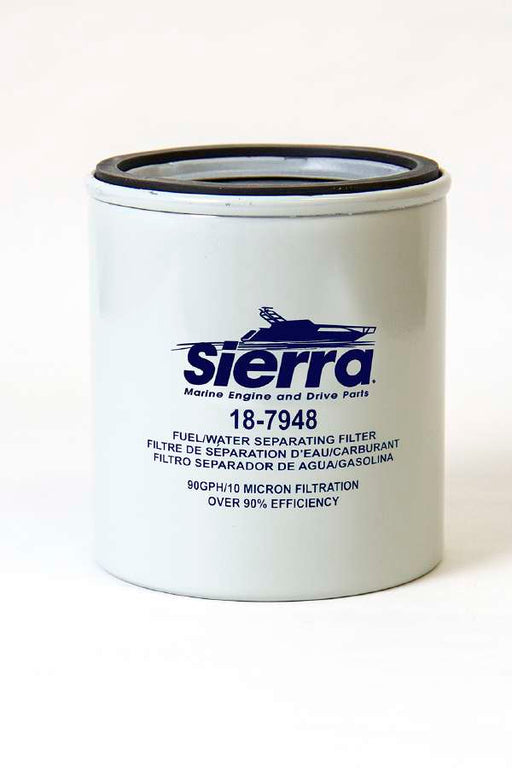 Sierra.
Marine Engine and Drive Parts
18-7948
FUEL/WATER SEPARATING FILTER
FILTRE DE SÉPARATION D'EAU/CARBURANT
FILTRO SEPARADOR DE AGUA/GASOLINA
90GPH/10 MICRON FILTRATION
OVER 90% EFFICIENCY